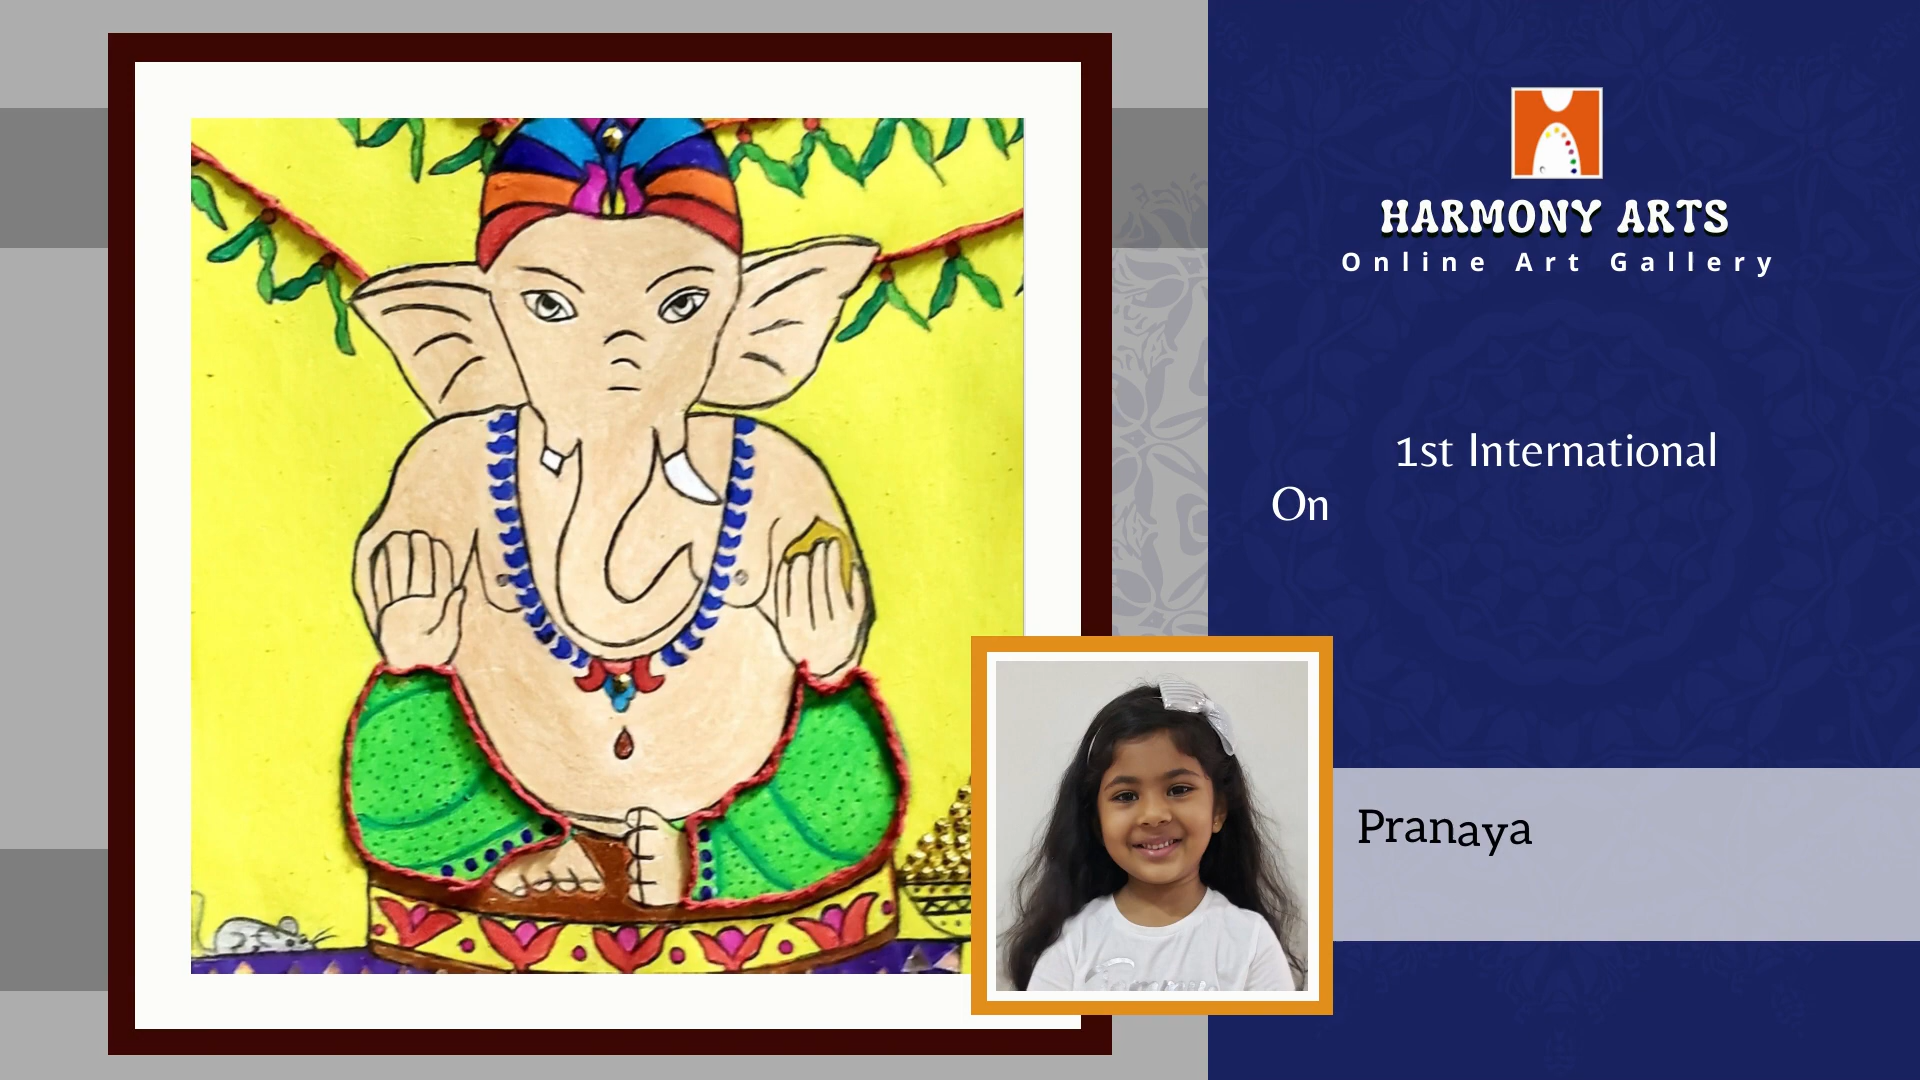 HARMONY ARTS
Online Art Gallery
1st International
On
Pranaya